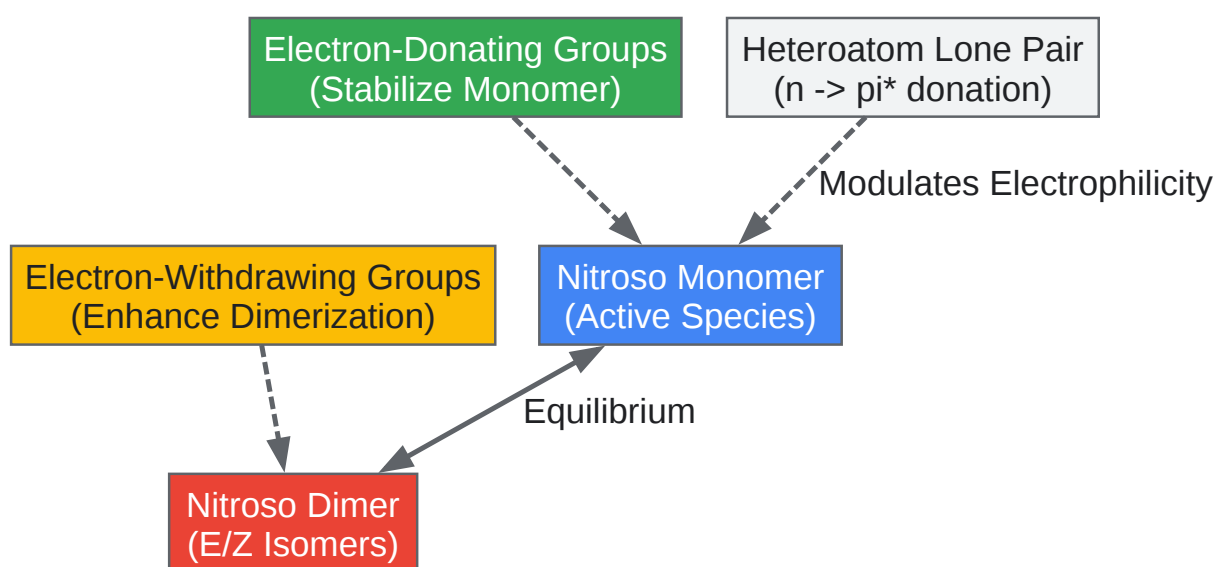 Electron-Donating Groups
(Stabilize Monomer)
Heteroatom Lone Pair
(n -> pi* donation)
Modulates Electrophilicity
Electron-Withdrawing Groups
(Enhance Dimerization)
Nitroso Monomer
(Active Species)
Equilibrium
Nitroso Dimer
(E/Z Isomers)